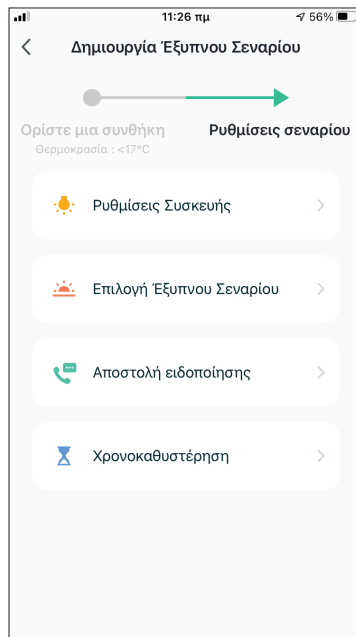 11:26 πμ
56%
Δημιουργία Έξυπνου Σεναρίου
Ορίστε μια συνθήκη
Ρυθμίσεις σεναρίου
Θερμοκρασία : <17°C
Ρυθμίσεις Συσκευής
Επιλογή Έξυπνου Σεναρίου
Αποστολή ειδοποίησης
Χρονοκαθυστέρηση